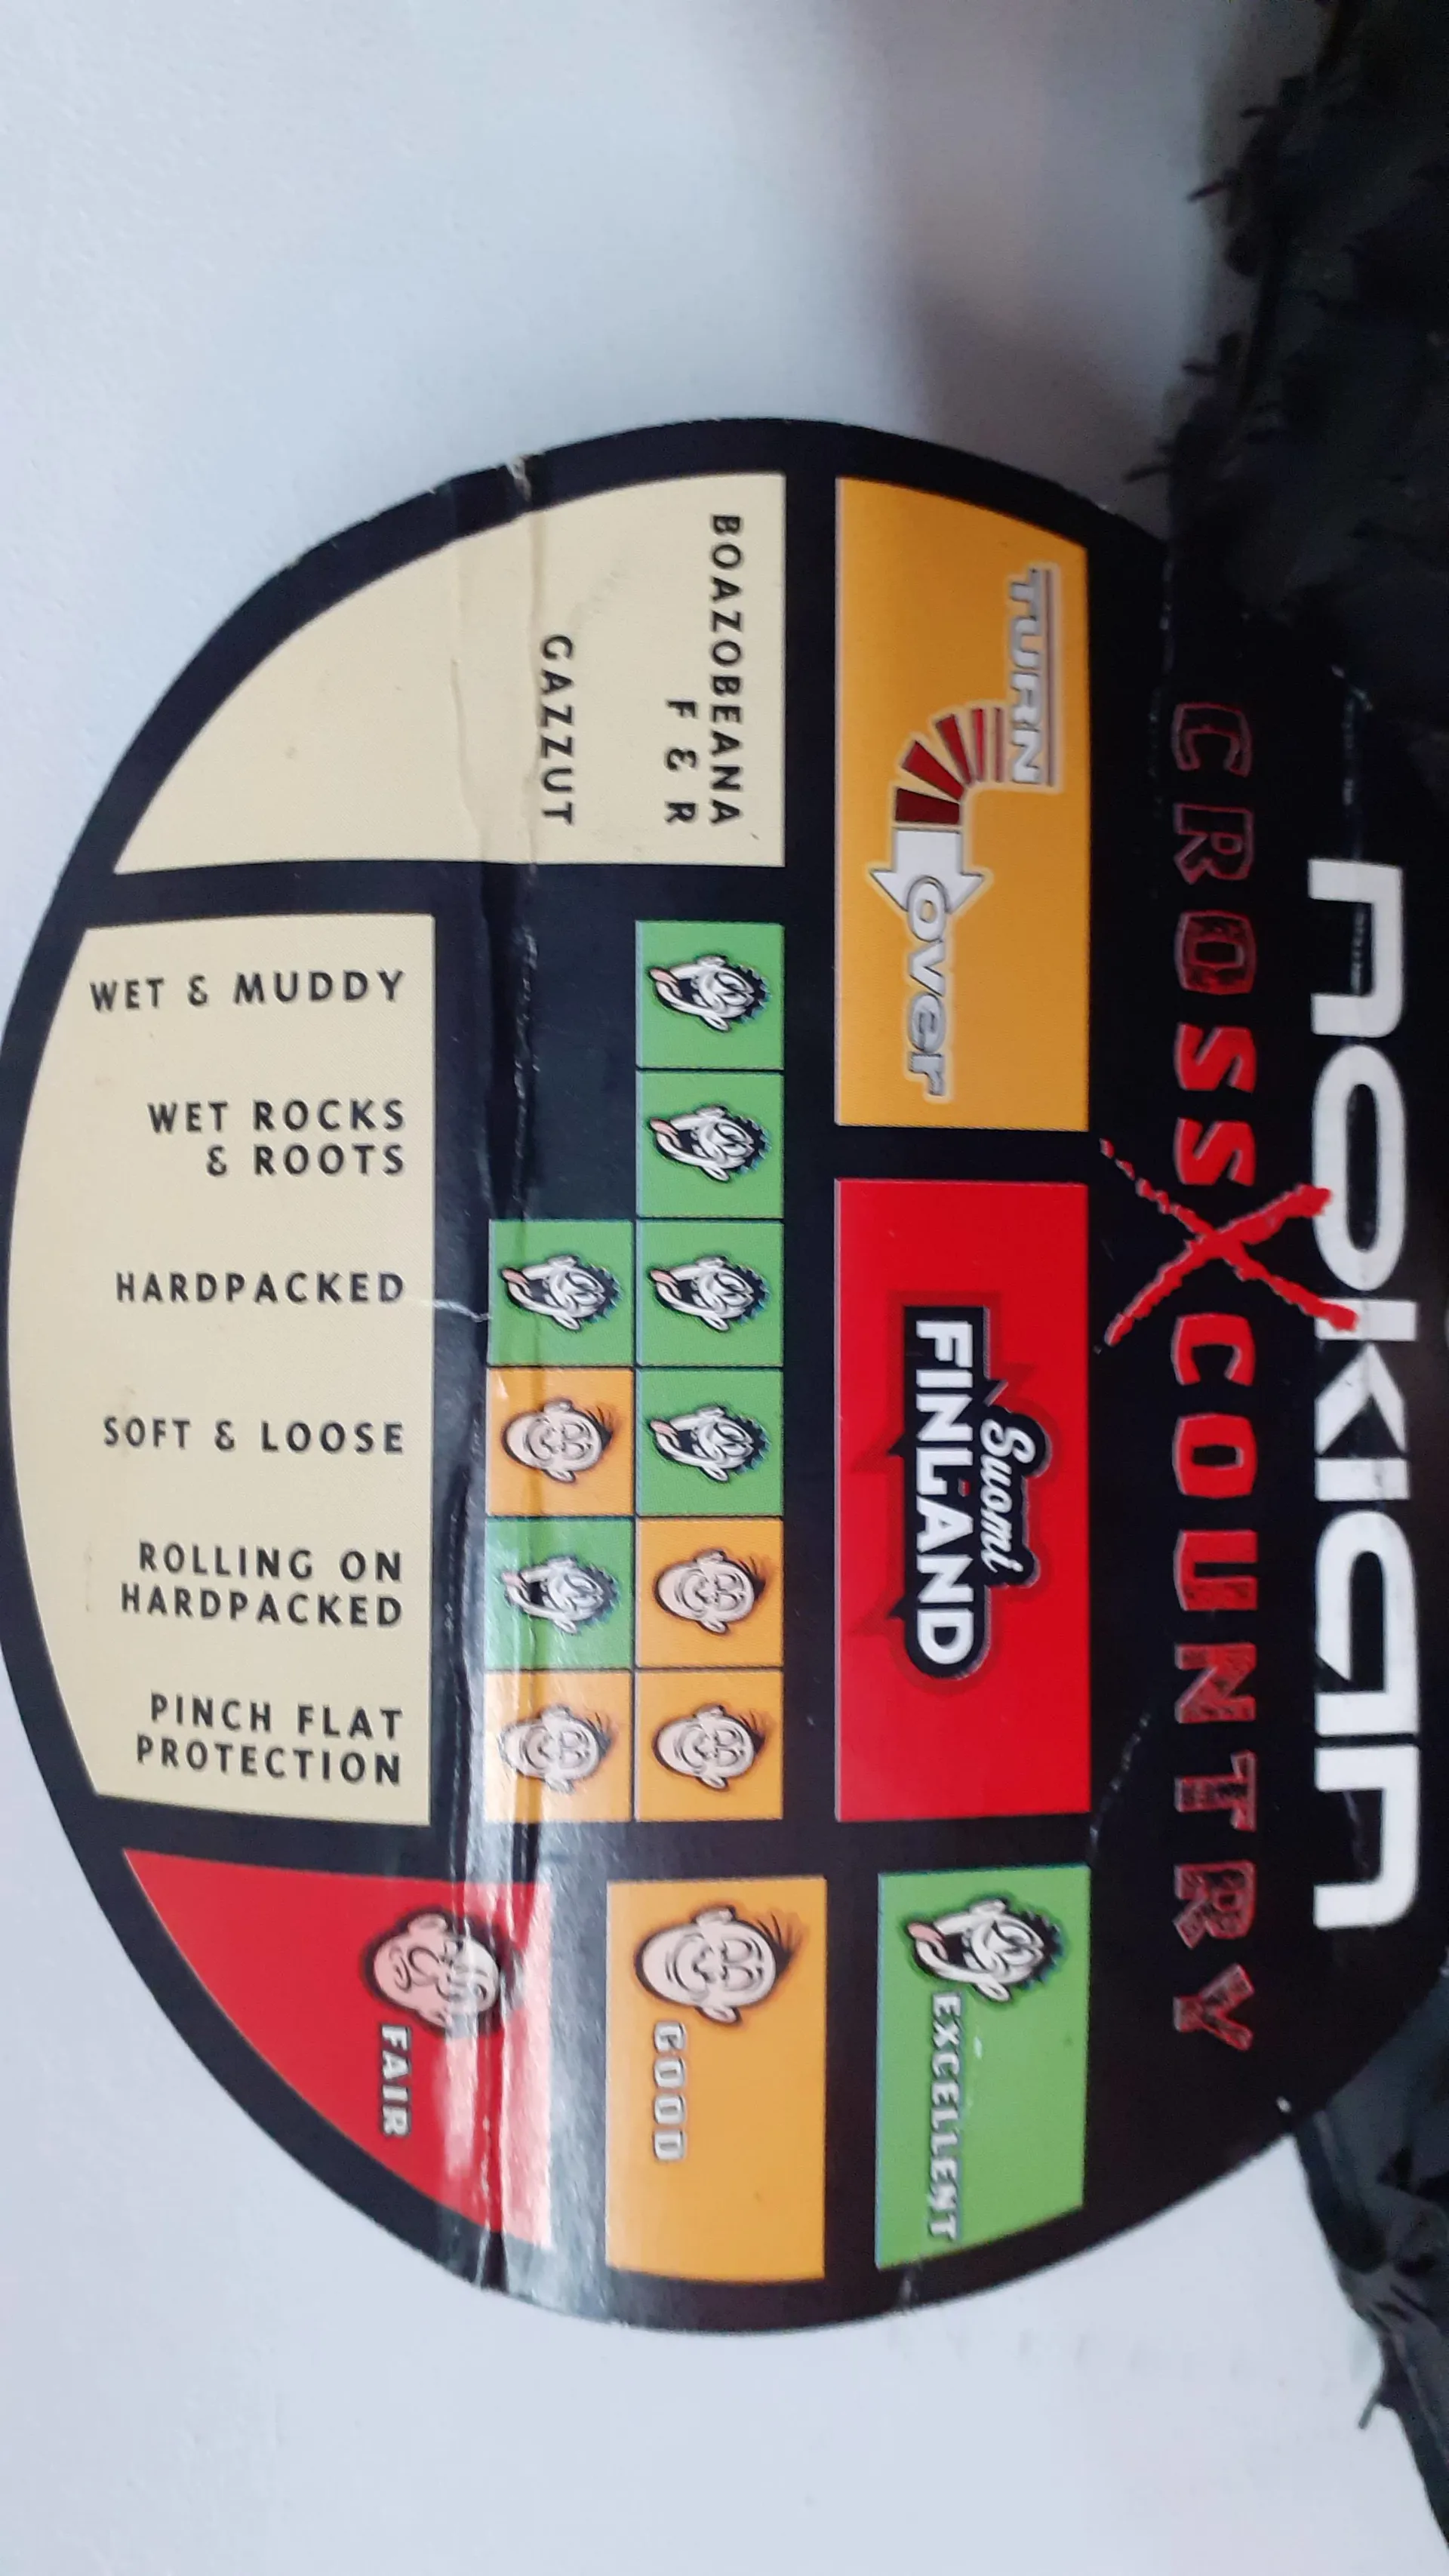 nokian
CROSS COUNTRY
TURN
Over
Suomi
FINLAND
EXCELLENT
GOOD
FAIR
BOAZOBEANA
F & R
GAZZUT
WET & MUDDY
WET ROCKS
& ROOTS
HARDPACKED
SOFT & LOOSE
ROLLING ON
HARDPACKED
PINCH FLAT
PROTECTION